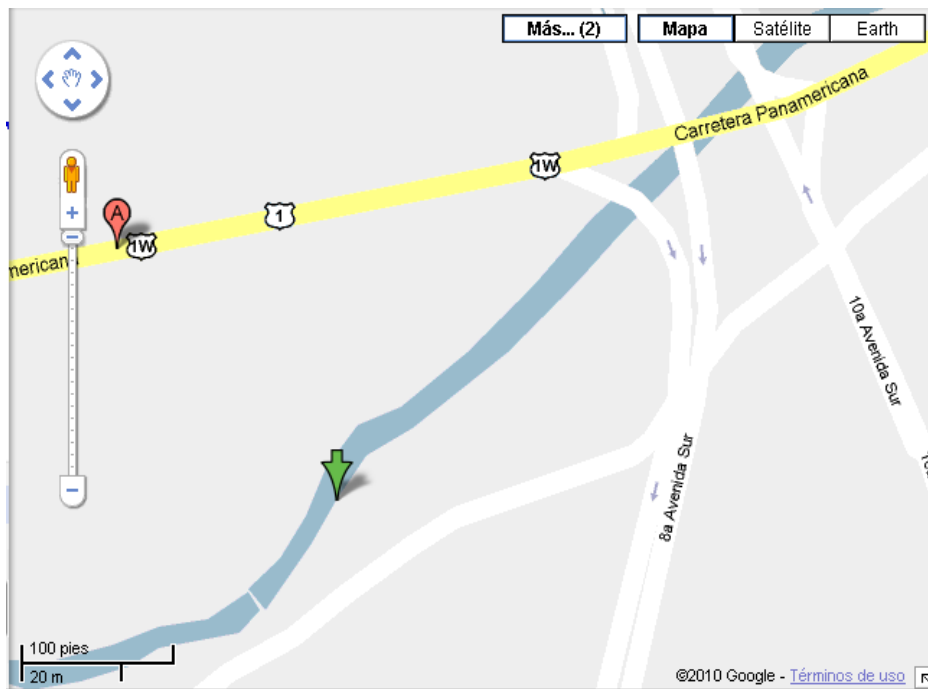 Más... (2)
Mapa
Satélite
Earth
Carretera Panamericana
1W
1
A
1W
mericana
10a Avenida Sur
8a Avenida Sur
100 pies
20 m
©2010 Google - Términos de uso